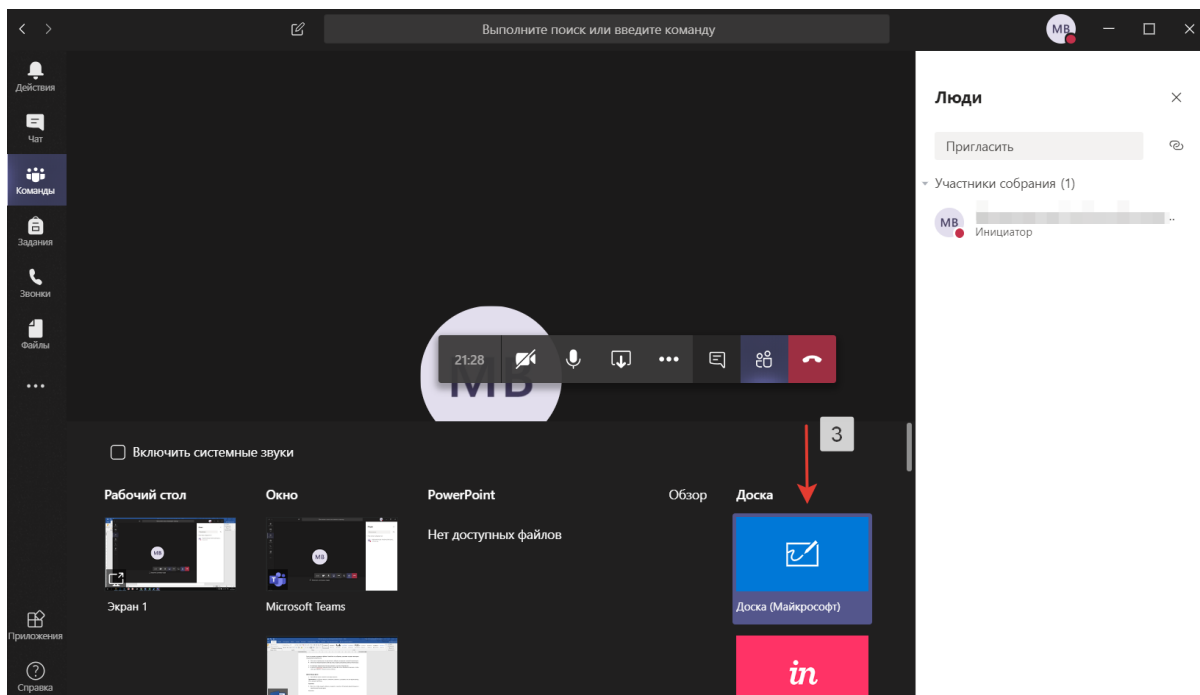 Выполните поиск или введите команду
MB
Действия
Чат
Команды
Задания
Звонки
Файлы
Приложения
Справка
21:28
MB
3
Включить системные звуки
Рабочий стол
Окно
PowerPoint
Обзор
Доска
Нет доступных файлов
MB
MB
Экран 1
Microsoft Teams
Доска (Майкрософт)
in
Люди
Пригласить
Участники собрания (1)
MB
..
Инициатор